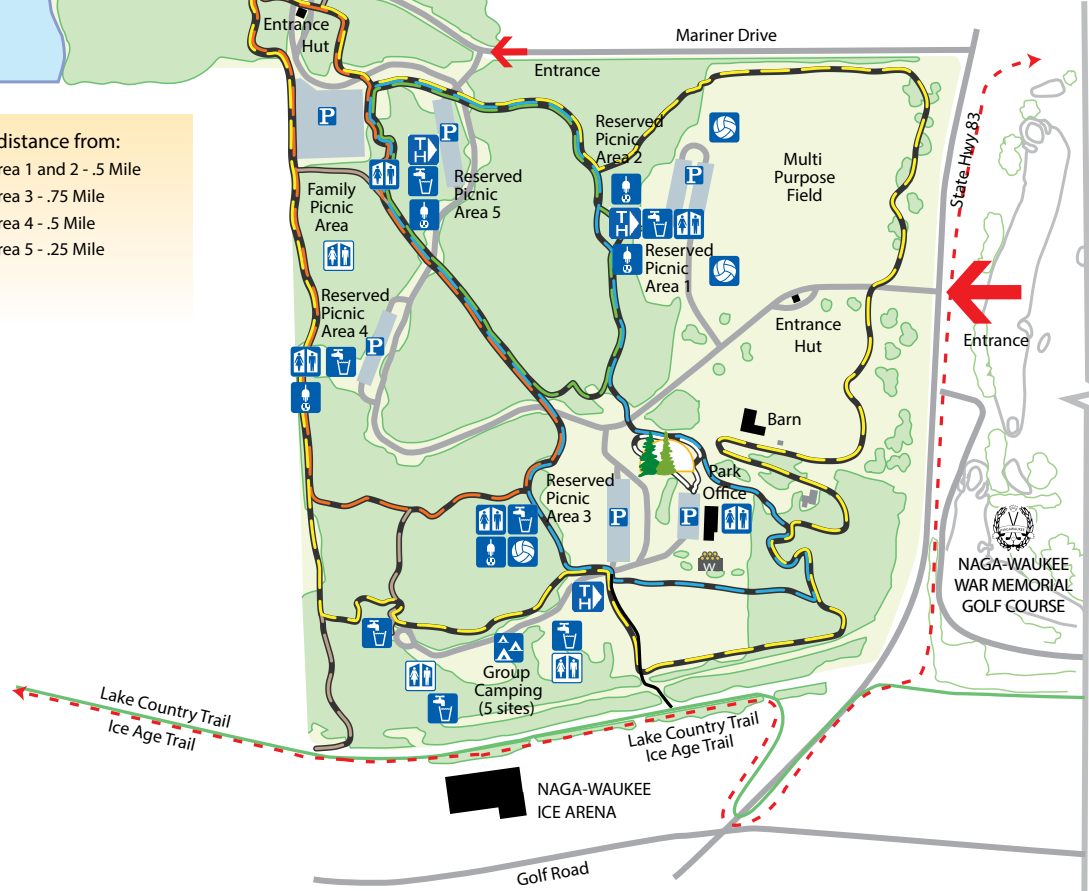 Entrance
Hut
Mariner Drive
Entrance
distance from:
rea 1 and 2 - .5 Mile
rea 3 - .75 Mile
rea 4 - .5 Mile
rea 5 - .25 Mile
P
P
TH
Reserved
Picnic
Area 5
Family
Picnic
Area
Reserved
Picnic
Area 2
P
Multi
Purpose
Field
TH
Reserved
Picnic
Area 1
State Hwy 83
Reserved
Picnic
Area 4
P
Entrance
Hut
Entrance
Barn
Park
Office
Reserved
Picnic
Area 3
P
P
W
TH
NAGA-WAUKEE
WAR MEMORIAL
GOLF COURSE
Group
Camping
(5 sites)
Lake Country Trail
Ice Age Trail
Lake Country Trail
Ice Age Trail
NAGA-WAUKEE
ICE ARENA
Golf Road